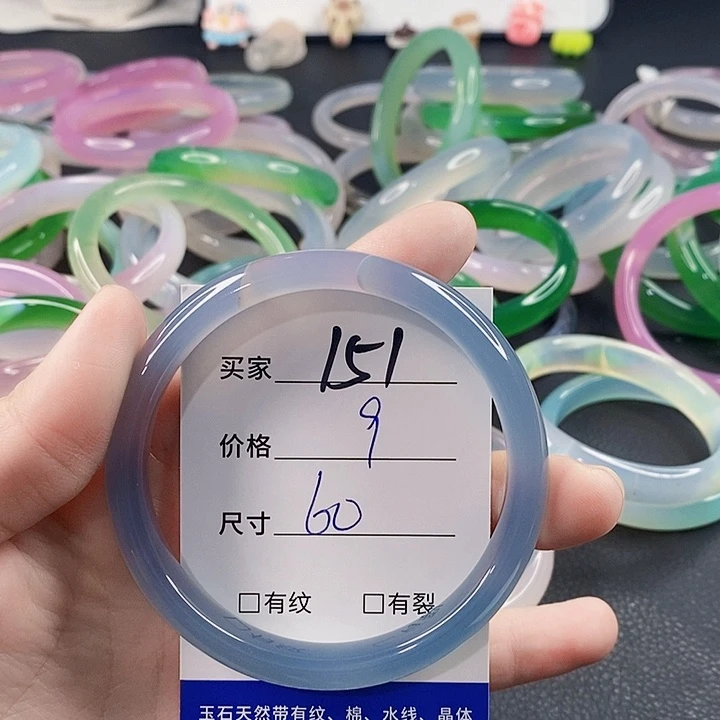 买家 151
价格 9
尺寸 60
□有纹 □有裂
玉石天然带有纹、棉、水线、晶体